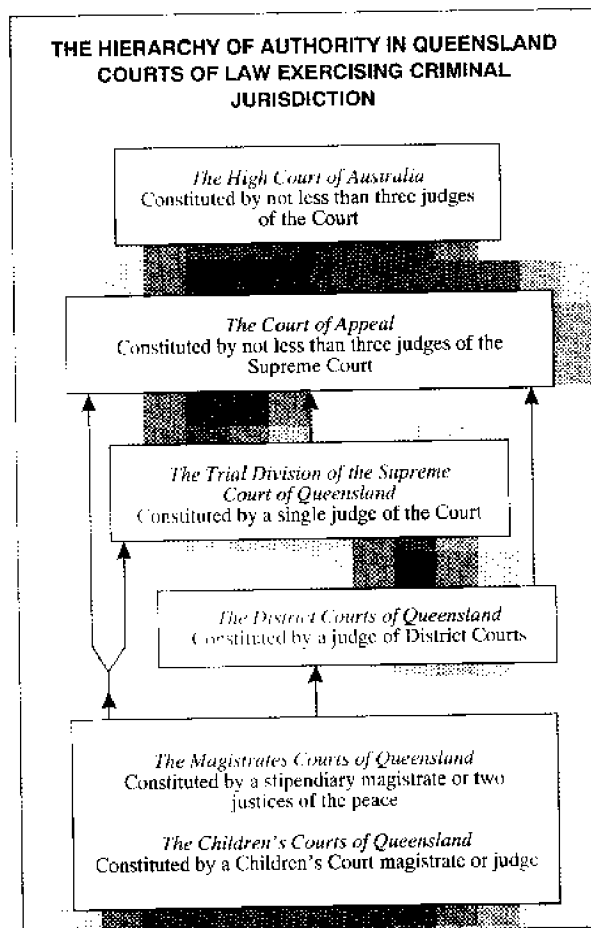 THE HIERARCHY OF AUTHORITY IN QUEENSLAND
COURTS OF LAW EXERCISING CRIMINAL
JURISDICTION
The High Court of Australia
Constituted by not less than three judges
of the Court
The Court of Appeal
Constituted by not less than three judges of the
Supreme Court
The Trial Division of the Supreme
Court of Queensland
Constituted by a single judge of the Court
The District Courts of Queensland
Constituted by a judge of District Courts
The Magistrates Courts of Queensland
Constituted by a stipendiary magistrate or two
justices of the peace
The Children's Courts of Queensland
Constituted by a Children's Court magistrate or judge